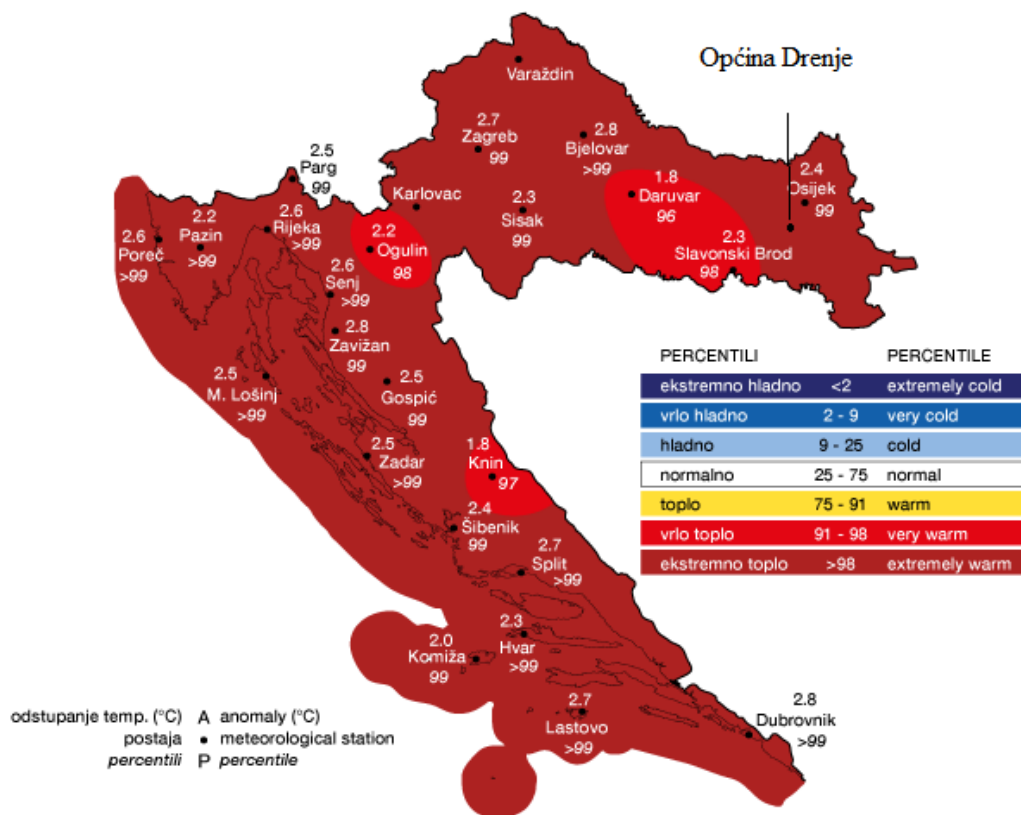 Općina Drenje
Varaždin
2.7
Zagreb
99
2.8
Bjelovar
>99
2.5
Parg
99
1.8
Daruvar
96
2.4
Osijek
99
Karlovac
2.3
Sisak
99
2.6
Poreč
>99
2.2
Pazin
>99
2.6
Rijeka
>99
2.2
Ogulin
98
2.3
Slavonski Brod
98
2.6
Senj
>99
2.8
Zavižan
99
2.5
M. Lošinj
>99
2.5
Gospić
99
2.5
Zadar
>99
1.8
Knin
97
2.4
Šibenik
99
2.7
Split
>99
2.3
Hvar
>99
2.0
Komiža
99
2.7
Lastovo
>99
2.8
Dubrovnik
>99
PERCENTILI PERCENTILE
ekstremno hladno <2 extremely cold
vrlo hladno 2 - 9 very cold
hladno 9 - 25 cold
normalno 25 - 75 normal
toplo 75 - 91 warm
vrlo toplo 91 - 98 very warm
ekstremno toplo >98 extremely warm
odstupanje temp. (°C) A anomaly (°C)
postaja • meteorological station
percentili P percentile